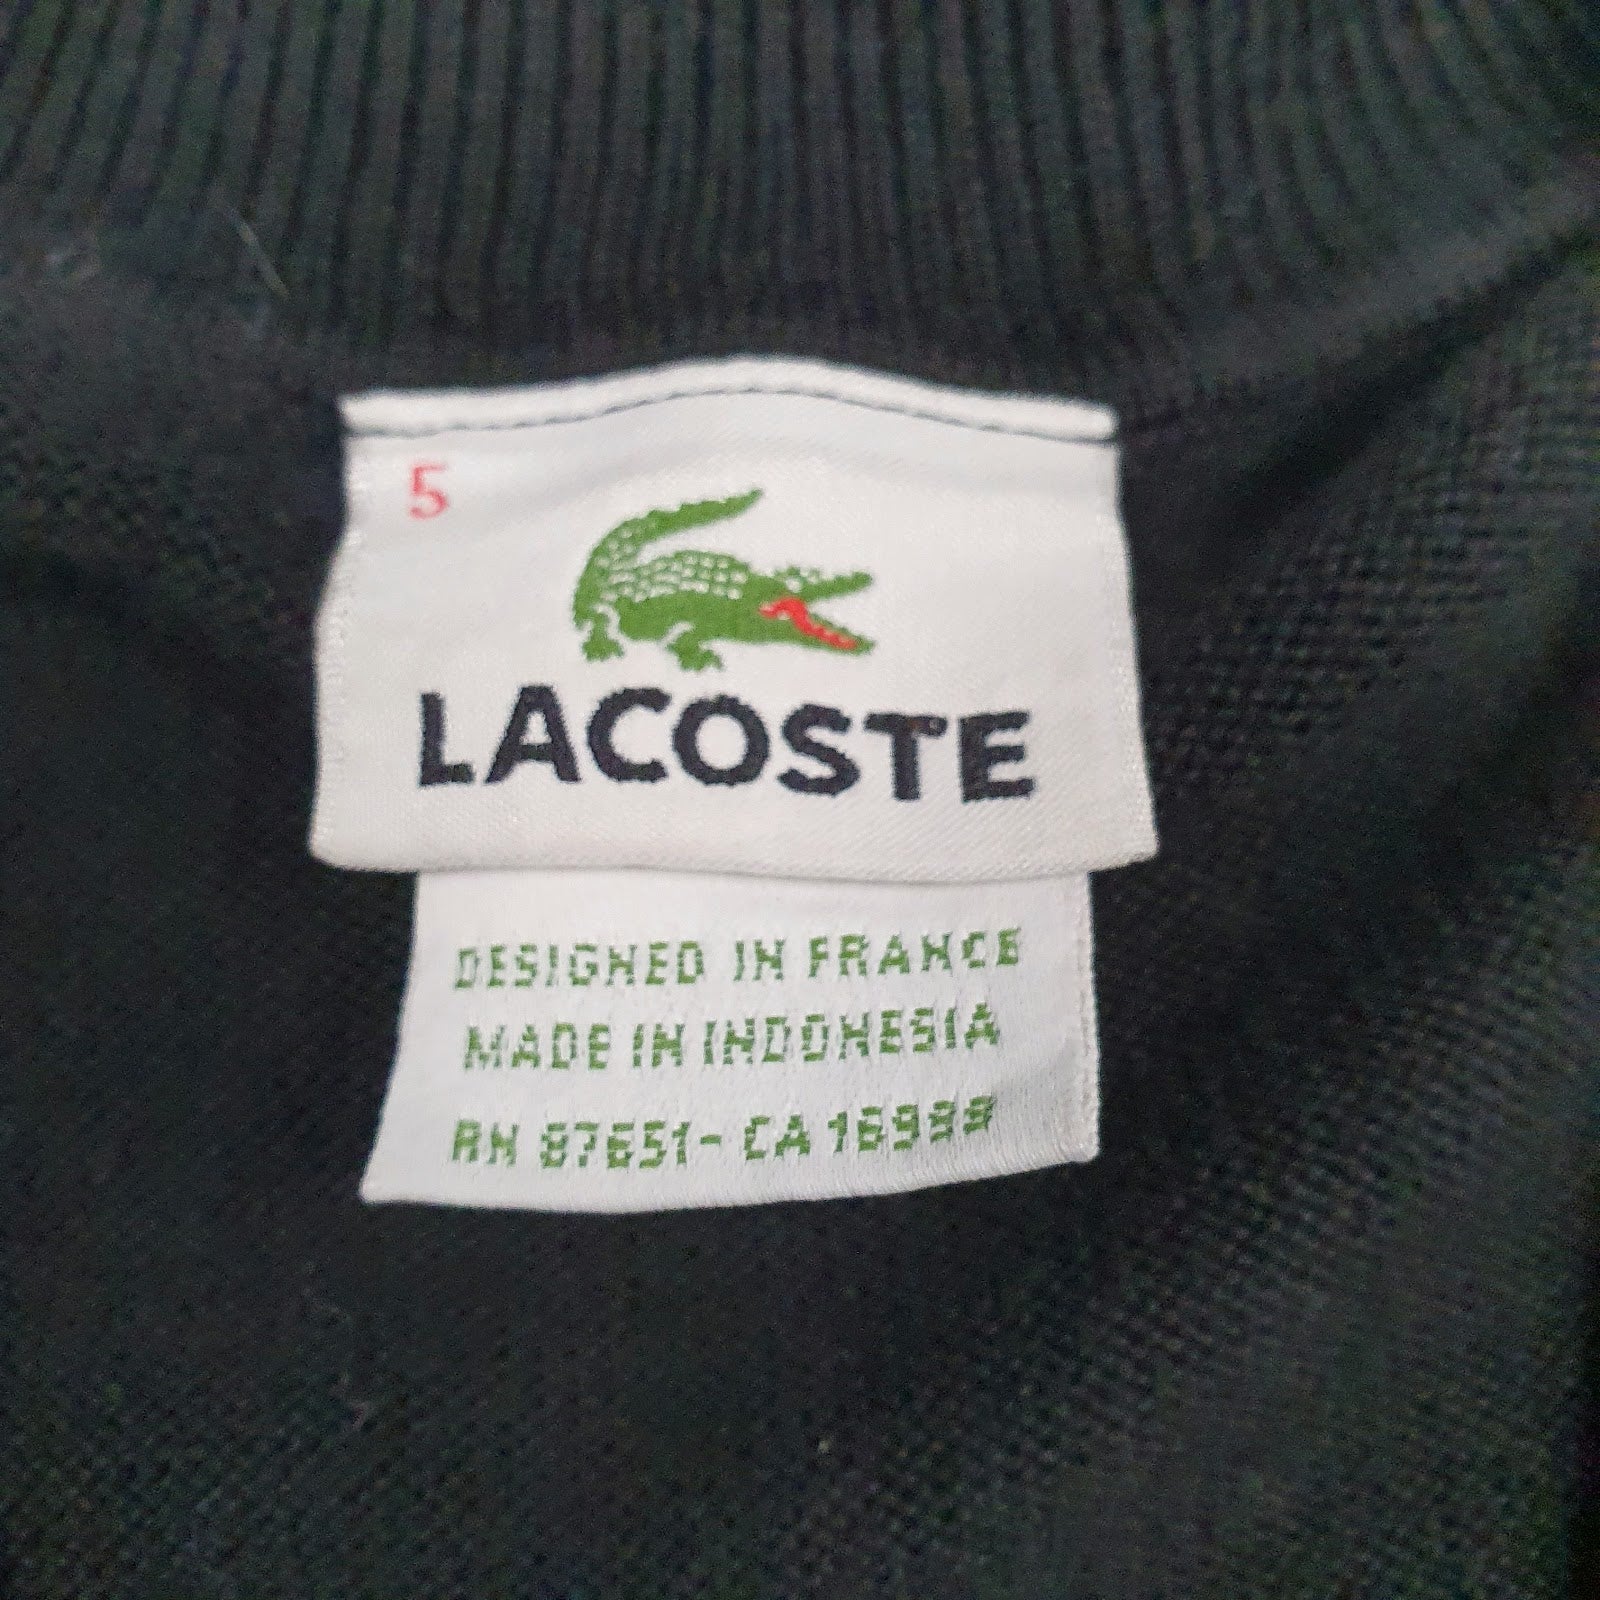 5
LACOSTE
DESIGNED IN FRANCE
MADE IN INDONESIA
RN 87651- CA 16999